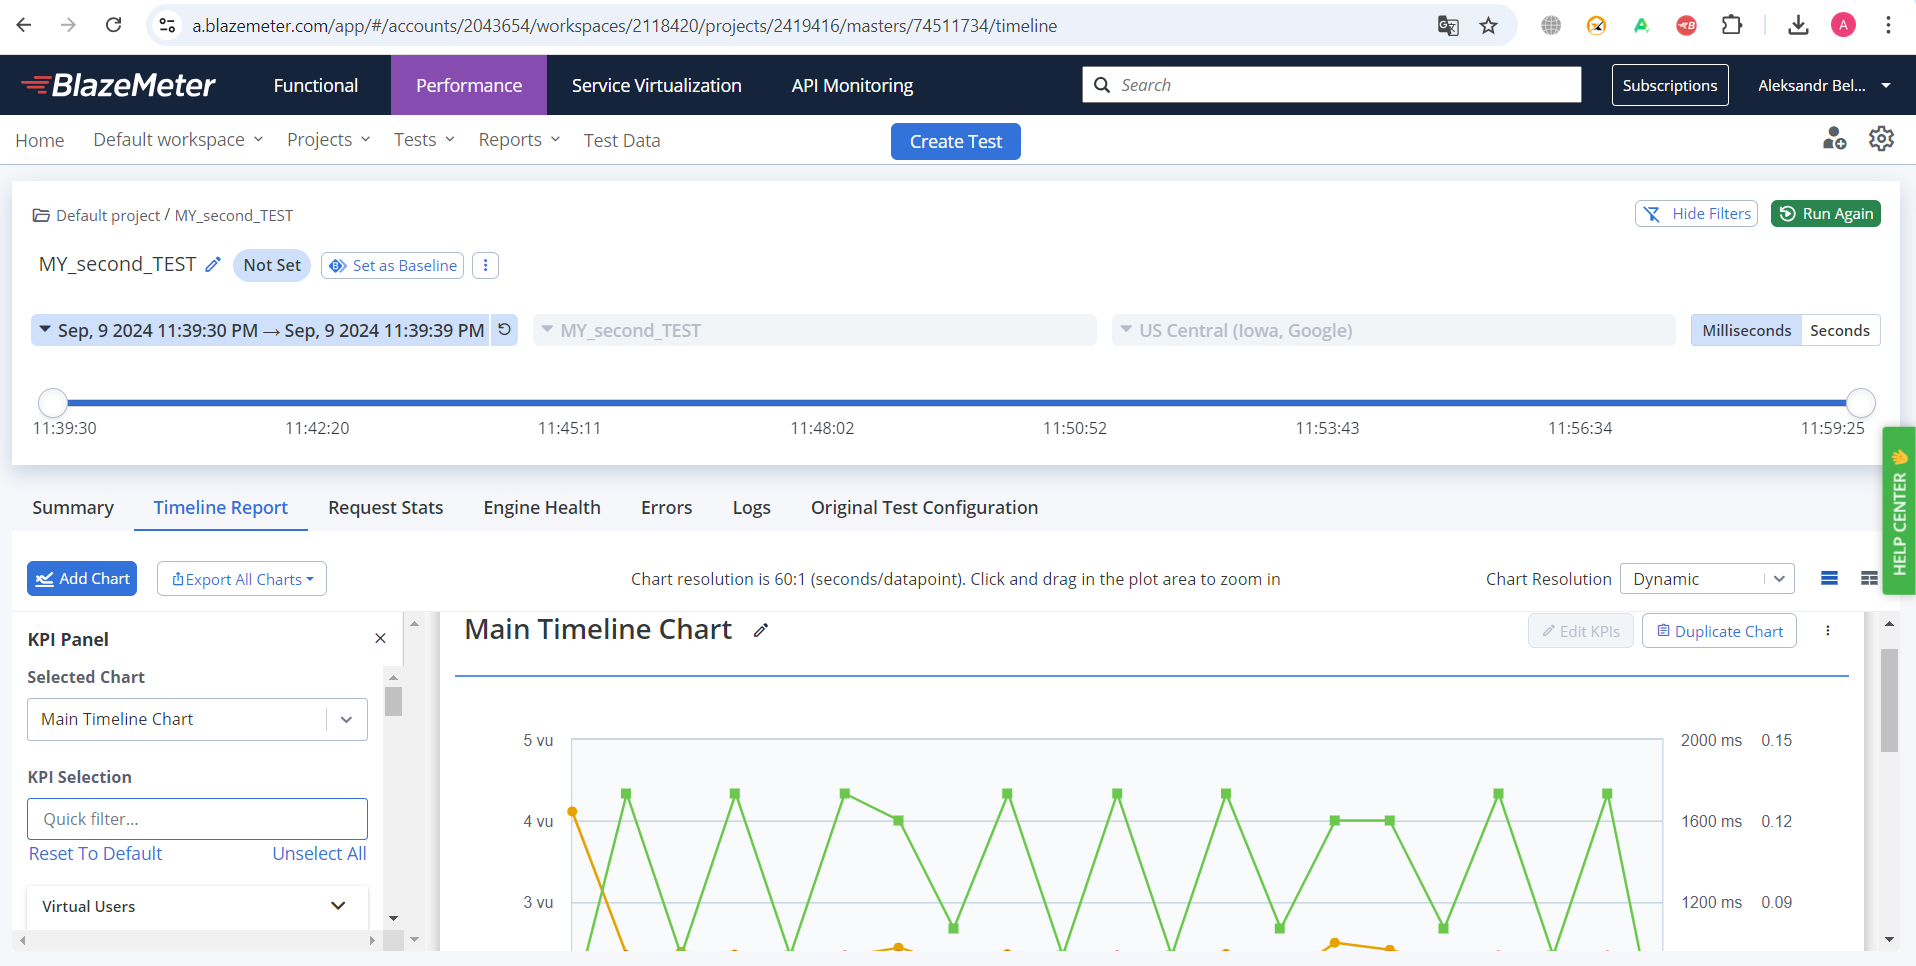 a.blazemeter.com/app/#/accounts/2043654/workspaces/2118420/projects/2419416/masters/74511734/timeline
A
BlazeMeter Functional Performance Service Virtualization API Monitoring Search Subscriptions Aleksandr Bel...
Home Default workspace Projects Tests Reports Test Data Create Test
Default project / MY_second_TEST Hide Filters Run Again
MY_second_TEST Not Set Set as Baseline
Sep, 9 2024 11:39:30 PM → Sep, 9 2024 11:39:39 PM MY_second_TEST US Central (Iowa, Google) Milliseconds Seconds
11:39:30 11:42:20 11:45:11 11:48:02 11:50:52 11:53:43 11:56:34 11:59:25
HELP CENTER
Summary Timeline Report Request Stats Engine Health Errors Logs Original Test Configuration
Add Chart Export All Charts Chart resolution is 60:1 (seconds/datapoint). Click and drag in the plot area to zoom in Chart Resolution Dynamic
KPI Panel
Selected Chart
Main Timeline Chart
KPI Selection
Quick filter...
Reset To Default Unselect All
Virtual Users
Main Timeline Chart Edit KPIs Duplicate Chart
5 vu 2000 ms 0.15
4 vu 1600 ms 0.12
3 vu 1200 ms 0.09